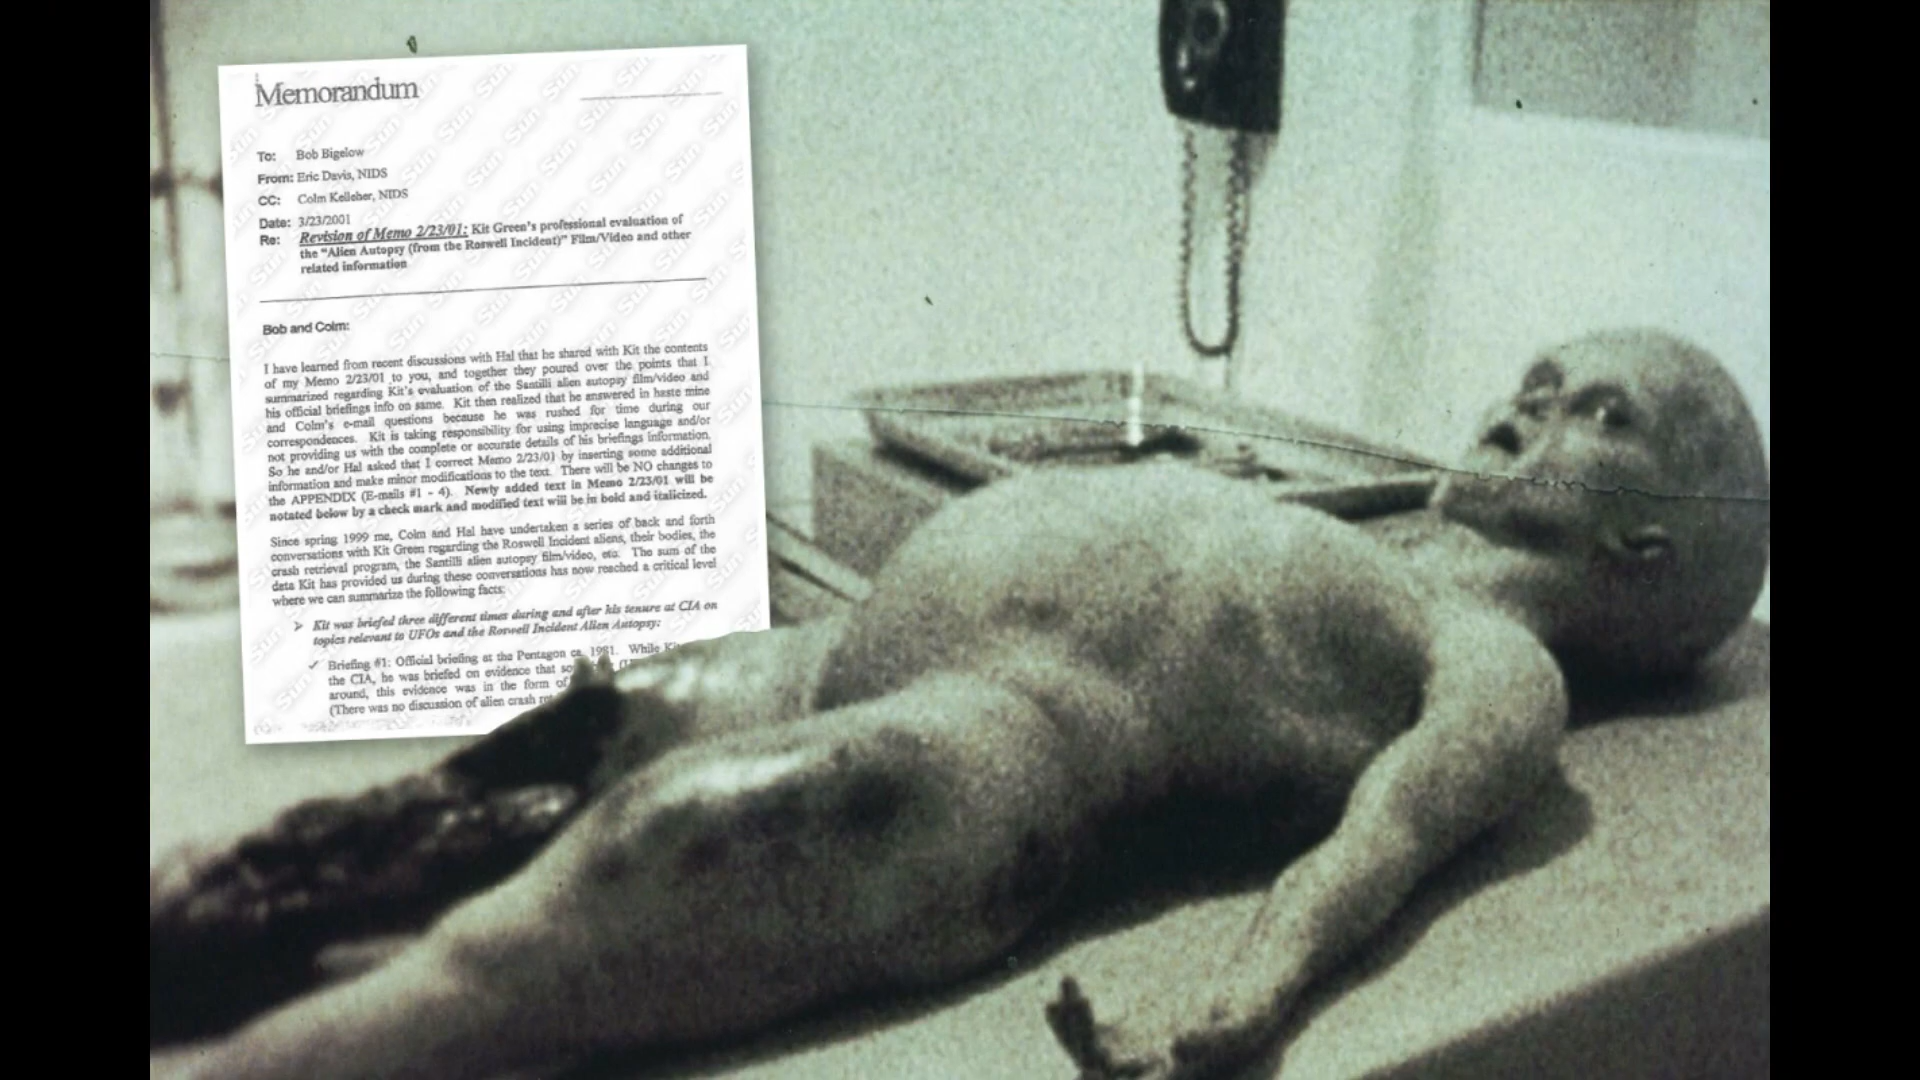 Memorandum
To: Bob Bigelow
From: Eric Davis, NIDS
CC: Colm Kelleher, NIDS
Date: 3/23/2001
Re: Revision of Memo 2/23/01: Kit Green's professional evaluation of
the "Alien Autopsy (from the Roswell Incident)" Film/Video and other
related information
Bob and Colm:
I have learned from recent discussions with Hal that he shared with Kit the contents
of my Memo 2/23/01 to you, and together they poured over the points that I
summarized regarding Kit's evaluation of the Santilli alien autopsy film/video and
his official briefings info on same. Kit then realized that he answered in haste mine
and Colm's e-mail questions because he was rushed for time during our
correspondences. Kit is taking responsibility for using imprecise language and/or
not providing us with the complete or accurate details of his briefings information.
So he and/or Hal asked that I correct Memo 2/23/01 by inserting some additional
information and make minor modifications to the text. There will be NO changes to
the APPENDIX (E-mails #1 - 4). Newly added text in Memo 2/23/01 will be
notated below by a check mark and modified text will be in bold and italicized.
Since spring 1999 me, Colm and Hal have undertaken a series of back and forth
conversations with Kit Green regarding the Roswell Incident aliens, their bodies, the
crash retrieval program, the Santilli alien autopsy film/video, etc. The sum of the
data Kit has provided us during these conversations has now reached a critical level
where we can summarize the following facts:
➢ Kit was briefed three different times during and after his tenure at CIA on
topics relevant to UFOs and the Roswell Incident Alien Autopsy:
✓ Briefing #1: Official briefing at the Pentagon ca. 1981. While
the CIA, he was briefed on evidence that
around, this evidence was in the form of
(There was no discussion of alien crash